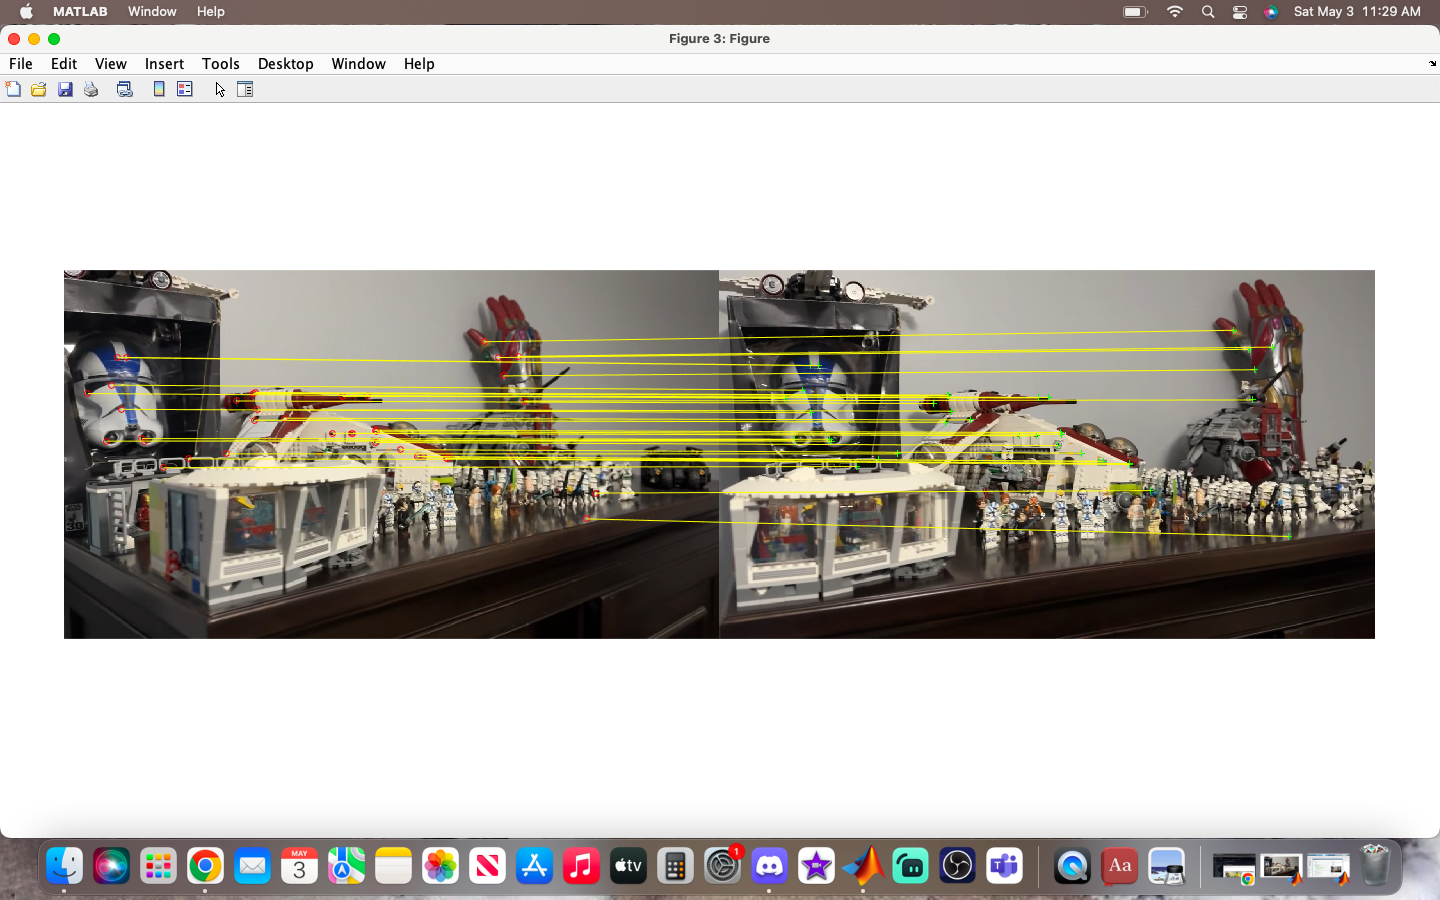 MATLAB Window Help
Sat May 3 11:29 AM
Figure 3: Figure
File Edit View Insert Tools Desktop Window Help
39
MAY
3
tv
1
Aa